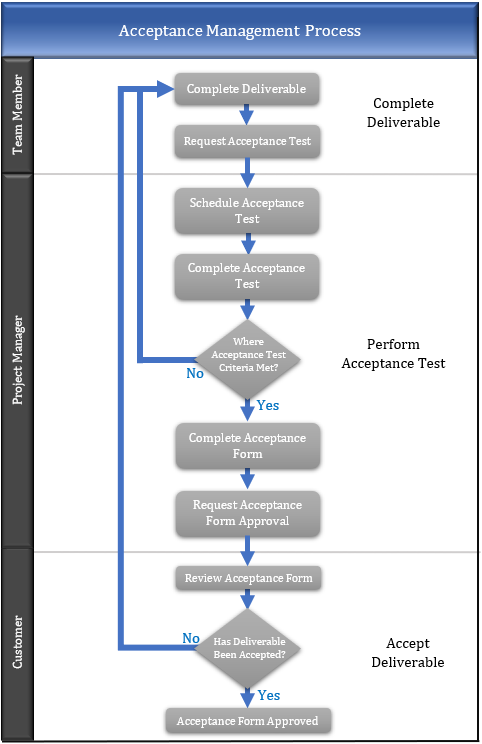 Acceptance Management Process
Team Member
Complete Deliverable
Complete
Deliverable
Request Acceptance Test
Project Manager
Schedule Acceptance
Test
Complete Acceptance
Test
Where
Acceptance Test
Criteria Met?
No
Yes
Perform
Acceptance Test
Complete Acceptance
Form
Request Acceptance
Form Approval
Customer
Review Acceptance Form
Has Deliverable
Been Accepted?
No
Yes
Accept
Deliverable
Acceptance Form Approved